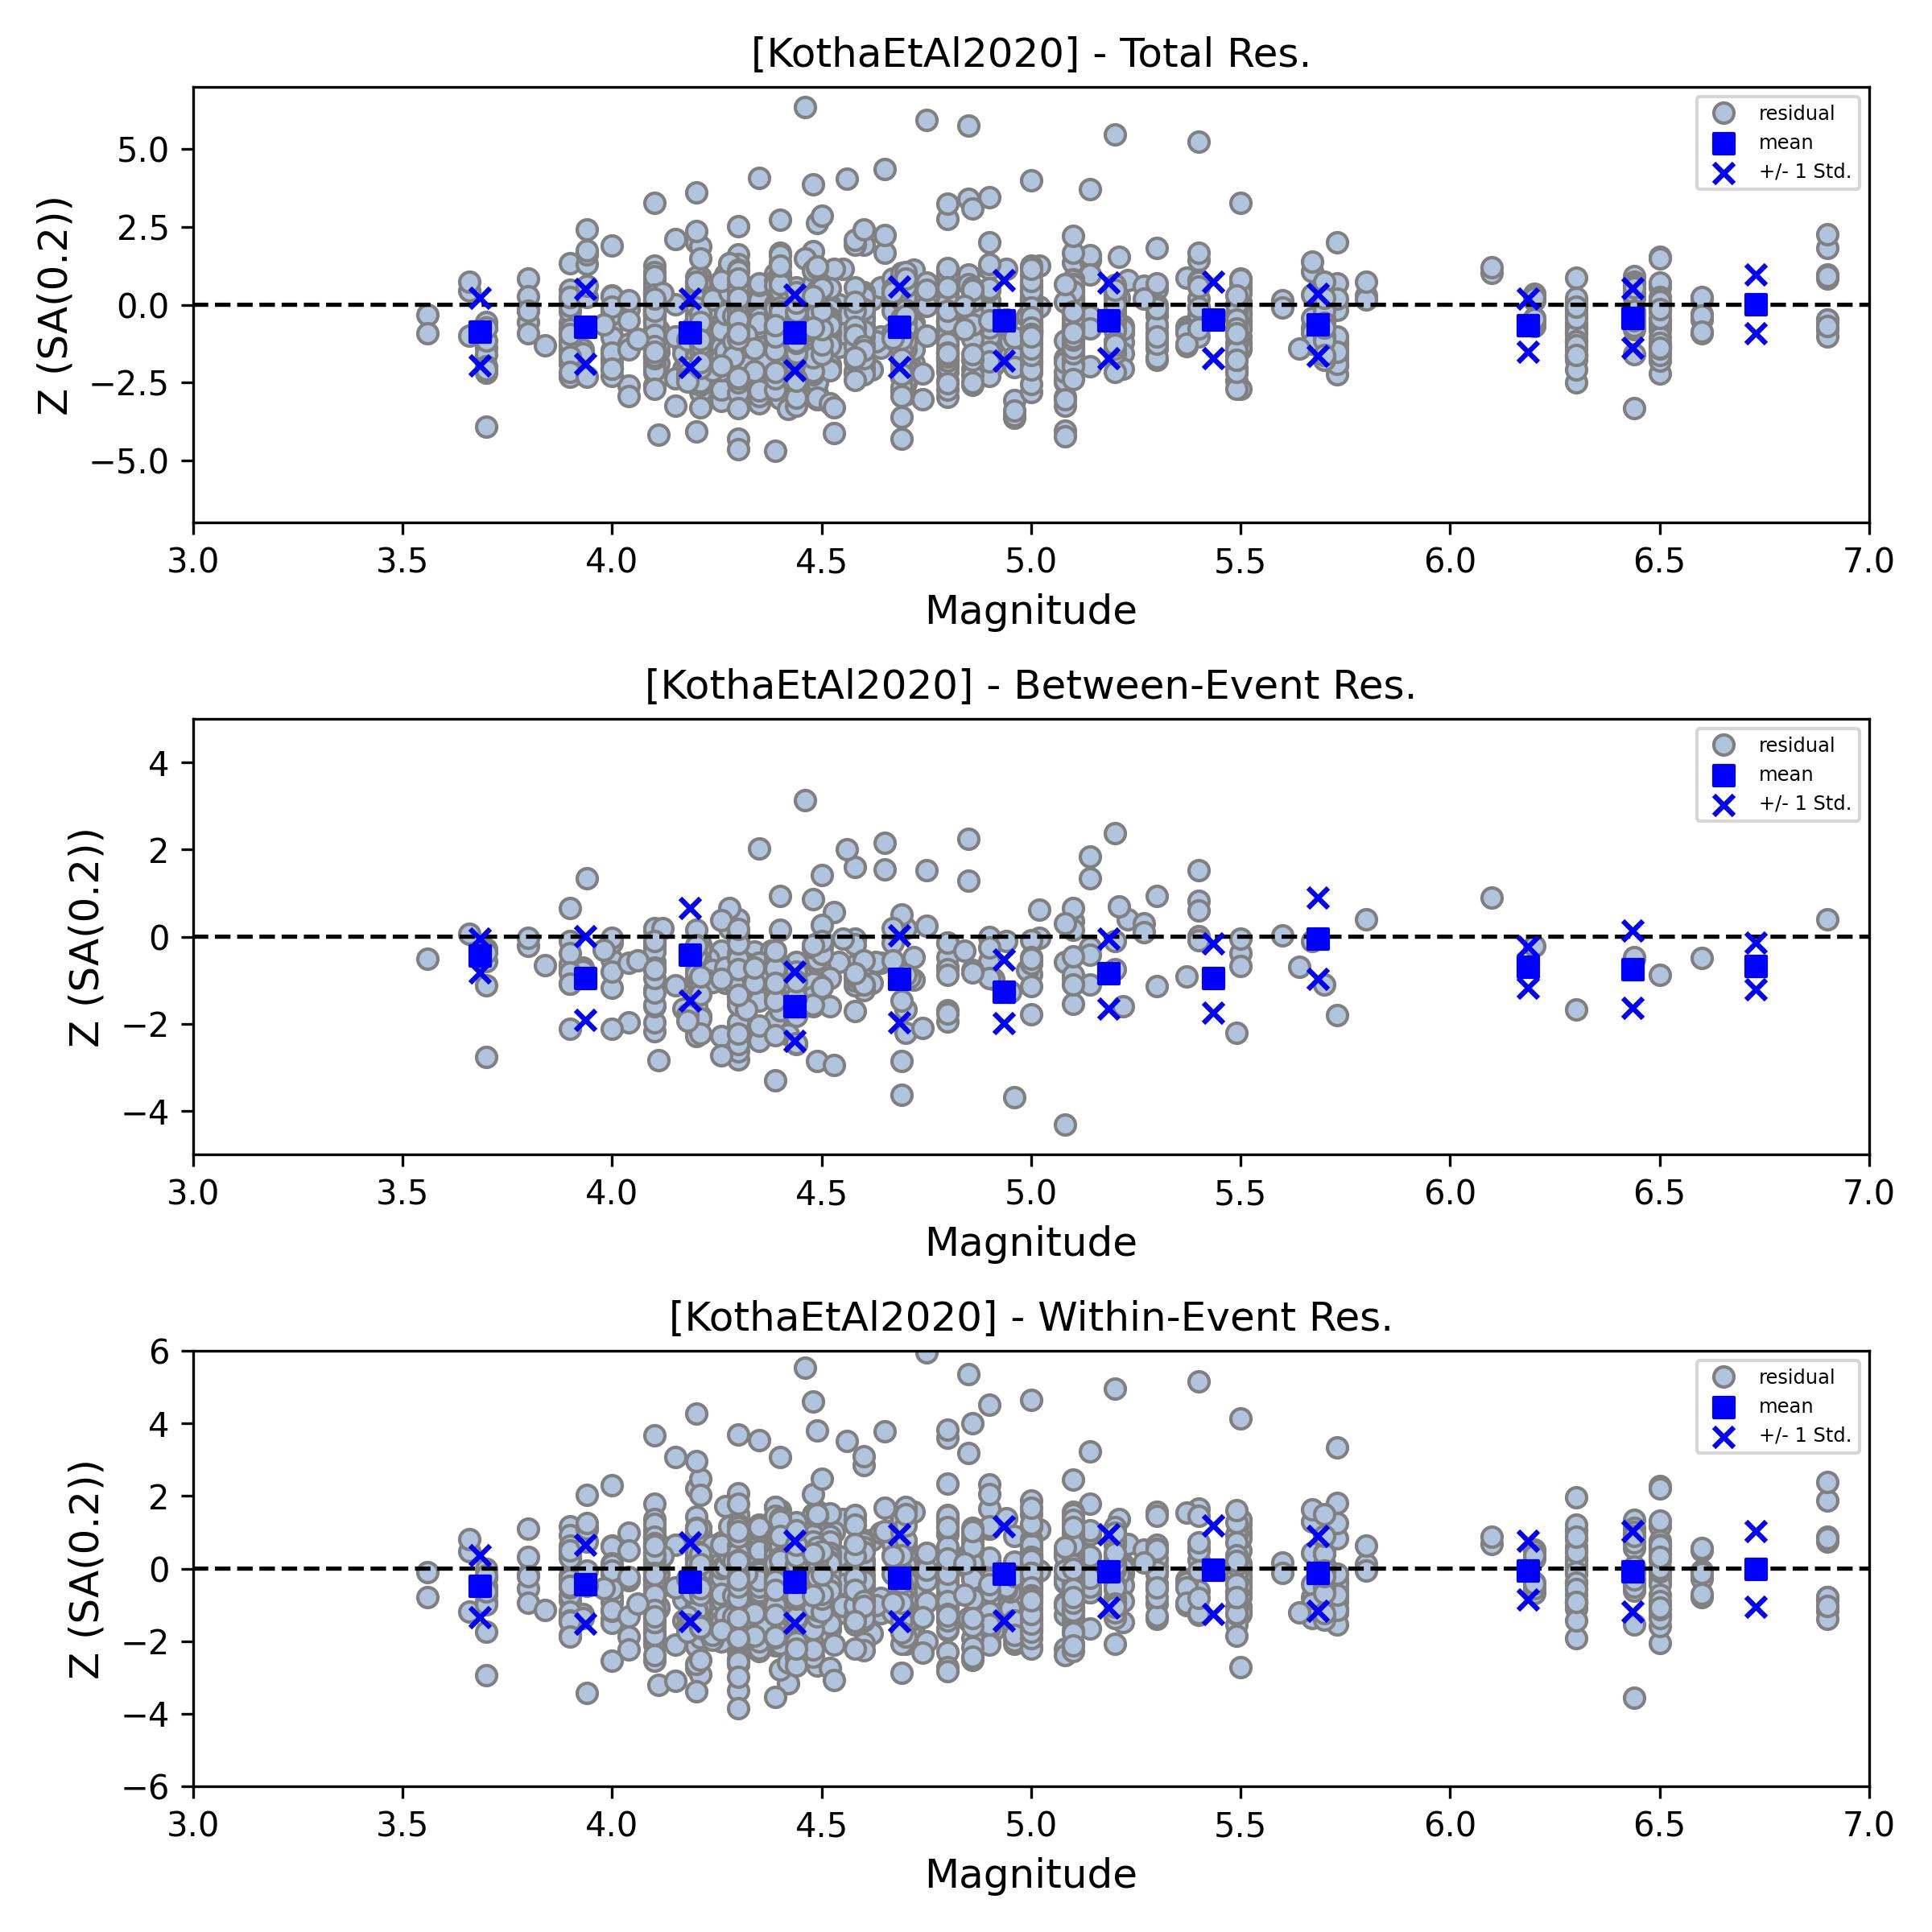 [KothaEtAl2020] - Total Res.
residual
mean
+/- 1 Std.
5.0
2.5
0.0
−2.5
−5.0
Z (SA(0.2))
3.0 3.5 4.0 4.5 5.0 5.5 6.0 6.5 7.0
Magnitude
[KothaEtAl2020] - Between-Event Res.
residual
mean
+/- 1 Std.
4
2
0
−2
−4
Z (SA(0.2))
3.0 3.5 4.0 4.5 5.0 5.5 6.0 6.5 7.0
Magnitude
[KothaEtAl2020] - Within-Event Res.
residual
mean
+/- 1 Std.
6
4
2
0
−2
−4
−6
Z (SA(0.2))
3.0 3.5 4.0 4.5 5.0 5.5 6.0 6.5 7.0
Magnitude